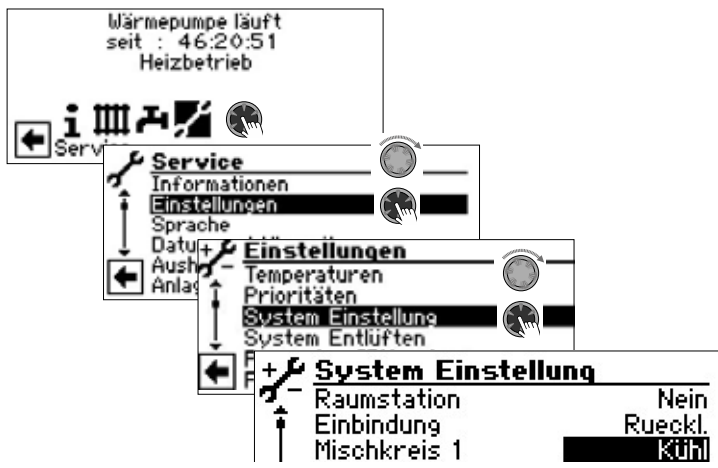 Wärmepumpe läuft
seit : 46:20:51
Heizbetrieb
i
Service
Informationen
Einstellungen
Sprache
Einstellungen
Temperaturen
Prioritäten
System Einstellung
System Entlüften
System Einstellung
Raumstation Nein
Einbindung Rueckl.
Mischkreis 1 Kühl